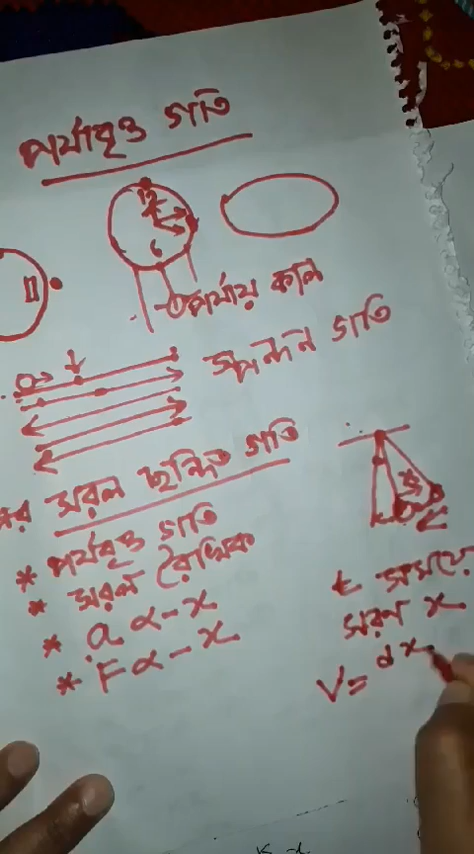 পর্যাবৃত্ত গতি
12
6
পর্যায় কাল
স্পন্দন গতি
সরল ছন্দিত গতি
* পর্যাবৃত্ত গতি
* সরল রৈখিক
* a α - x
* F α - x
t সময়ে
সরণ x
V = dx